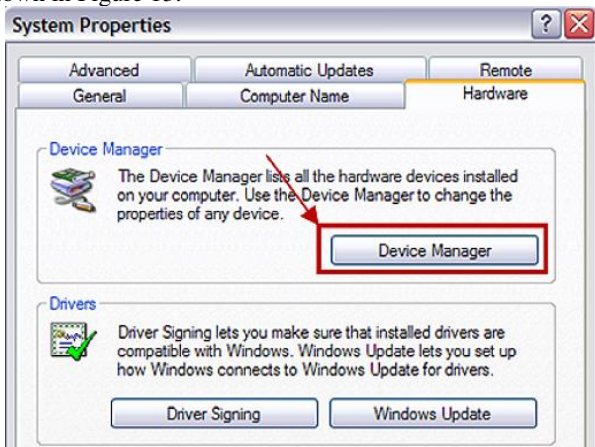 System Properties
Advanced Automatic Updates Remote
General Computer Name Hardware
Device Manager
The Device Manager lists all the hardware devices installed
on your computer. Use the Device Manager to change the
properties of any device.
Device Manager
Drivers
Driver Signing lets you make sure that installed drivers are
compatible with Windows. Windows Update lets you set up
how Windows connects to Windows Update for drivers.
Driver Signing Windows Update